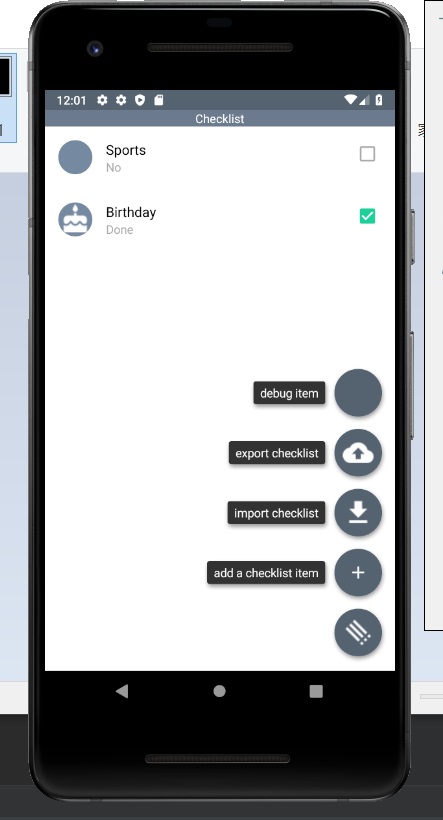 12:01
Checklist
Sports
No
Birthday
Done
debug item
export checklist
import checklist
add a checklist item